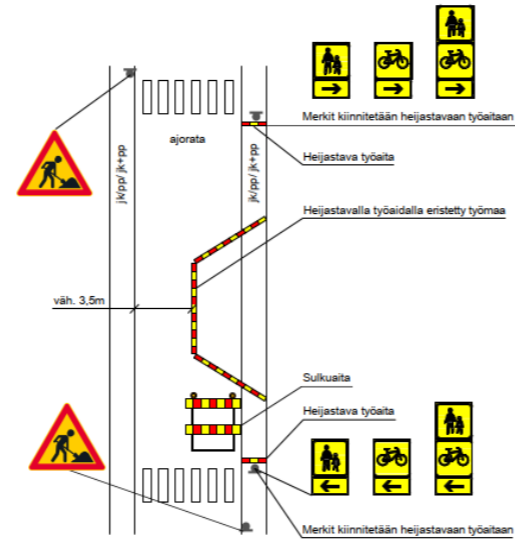 Merkit kiinnitetään heijastavaan työaitaan
ajorata
jk/pp/ jk+pp
jk/pp/ jk+pp
Heijastava työaita
Heijastavalla työaidalla eristetty työmaa
väh. 3,5m
Sulkuaita
Heijastava työaita
Merkit kiinnitetään heijastavaan työaitaan